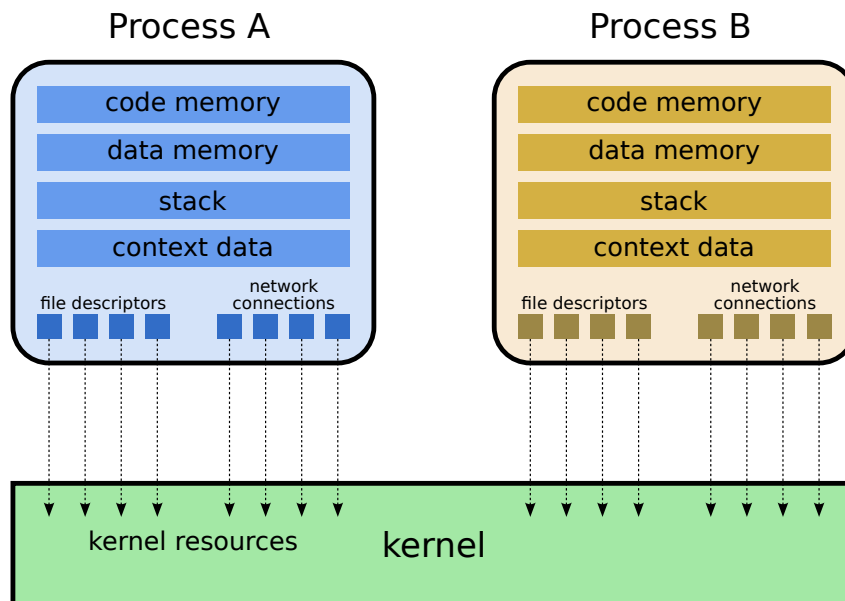 Process A
code memory
data memory
stack
context data
file descriptors
network
connections
Process B
code memory
data memory
stack
context data
file descriptors
network
connections
kernel resources
kernel